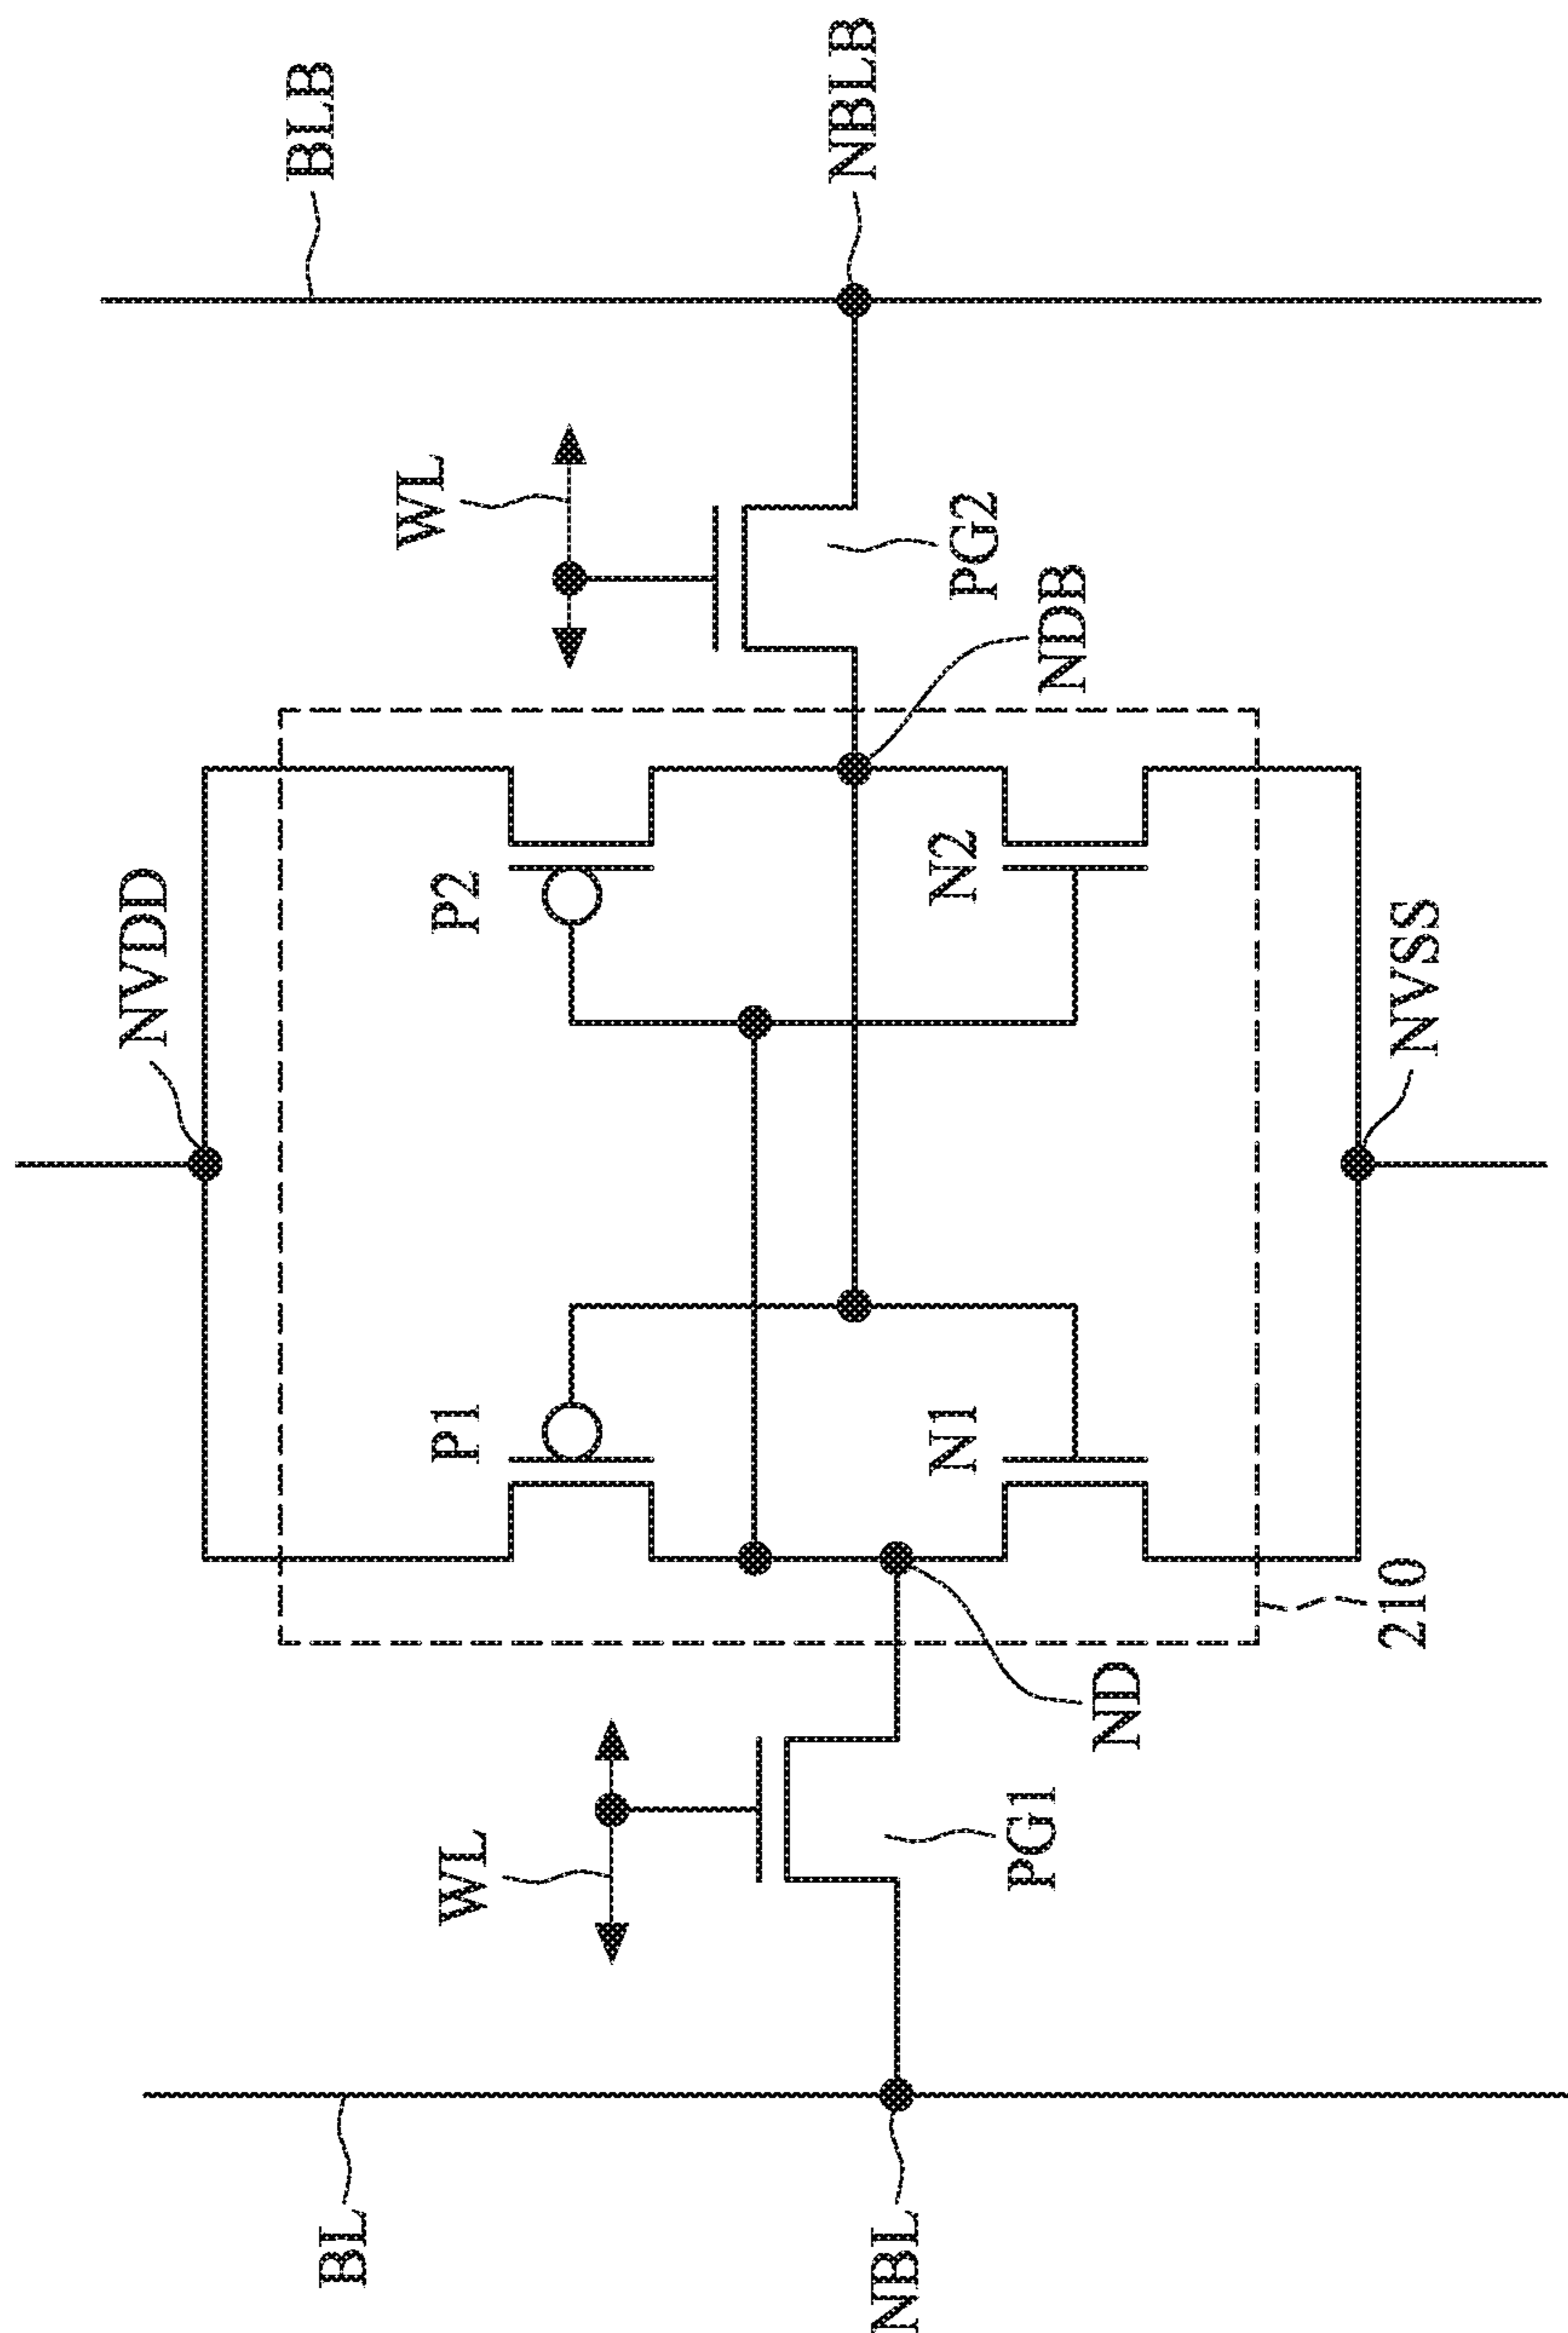 NVDD
BL
BLB
WL
WL
P1
P2
NBL
NBLB
N1
N2
PG1
PG2
ND
NDB
210
NVSS